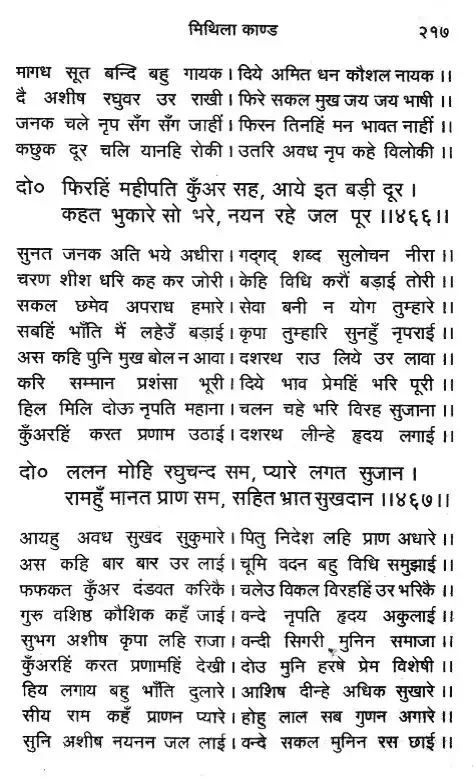 मिथिला काण्ड २१७
मागध सूत बन्दि बहु गायक। दिये अमित धन कौशल नायक।।
दै अशीष रघुवर उर राखी। फिरे सकल मुख जय जय भाषी।।
जनक चले नृप सँग सँग जाहीं। फिरन तिनहिं मन भावत नाहीं।।
कछुक दूर चलि यानहि रोकी। उतरि अवध नृप कहे विलोकी।।
दो० फिरहिं महीपति कुँअर सह, आये इत बड़ी दूर।
कहत भुकारे सो भरे, नयन रहे जल पूर।।४६६।।
सुनत जनक अति भये अधीरा। गद्गद् शब्द सुलोचन नीरा।।
चरण शीश धरि कह कर जोरी। केहि विधि करौं बड़ाई तोरी।।
सकल छमेव अपराध हमारे। सेवा बनी न योग तुम्हारे।।
सबहिं भाँति मैं लहेउँ बड़ाई। कृपा तुम्हारि सुनहुँ नृपराई।।
अस कहि पुनि मुख बोल न आवा। दशरथ राउ लिये उर लावा।।
करि सम्मान प्रशंसा भूरी। दिये भाव प्रेमहिं भरि पूरी।।
हिल मिलि दोऊ नृपति महाना। चलन चहे भरि विरह सुजाना।।
कुँअरहिं करत प्रणाम उठाई। दशरथ लीन्हे हृदय लगाई।।
दो० ललन मोहि रघुचन्द सम, प्यारे लगत सुजान।
रामहुँ मानत प्राण सम, सहित भ्रात सुखदान।।४६७।।
आयहु अवध सुखद सुकुमारे। पितु निदेश लहि प्राण अधारे।।
अस कहि बार बार उर लाई। चूमि वदन बहु विधि समुझाई।।
फफकत कुँअर दंडवत करिकै। चलेउ विकल विरहहिं उर भरिकै।।
गुरु वशिष्ठ कौशिक कहँ जाई। वन्दे नृपति हृदय अकुलाई।।
सुभग अशीष कृपा लहि राजा। वन्दी सिगरी मुनिन समाजा।।
कुँअरहिं करत प्रणामहिं देखी। दोउ मुनि हरषे प्रेम विशेषी।।
हिय लगाय बहु भाँति दुलारे। आशिष दीन्हे अधिक सुखारे।।
सीय राम कहँ प्राणन प्यारे। होहु लाल सब गुणन अगारे।।
सुनि अशीष नयनन जल लाई। वन्दे सकल मुनिन रस छाई।।